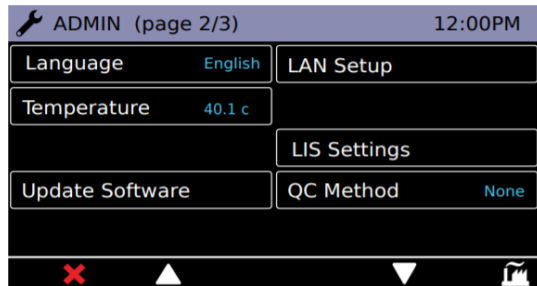 ADMIN (page 2/3) 12:00PM
Language English LAN Setup
Temperature 40.1 c
LIS Settings
Update Software QC Method None